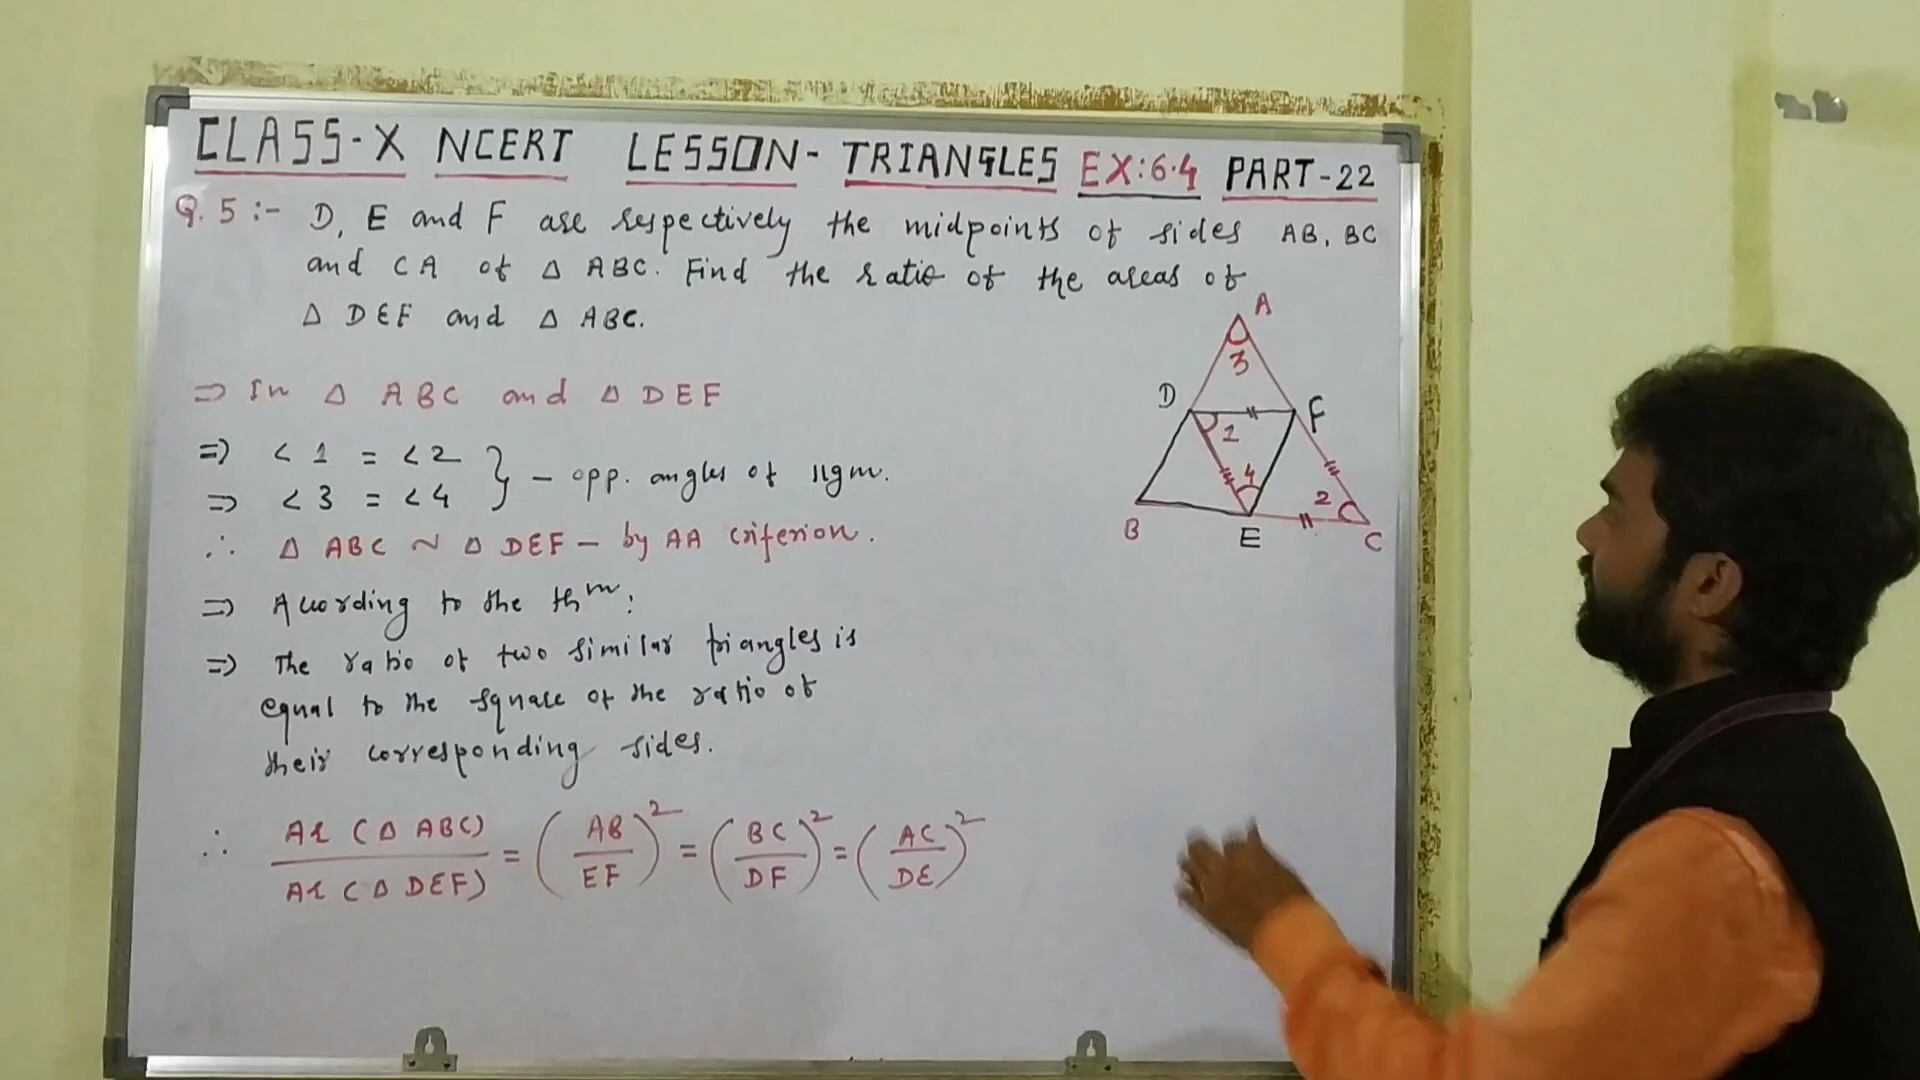 CLASS-X NCERT LESSON- TRIANGLES EX:6.4 PART-22
Q.5:- D, E and F are respectively the midpoints of sides AB, BC
and CA of Δ ABC. Find the ratio of the areas of
Δ DEF and Δ ABC.
⇒ In Δ ABC and Δ DEF
⇒ < 1 = < 2 } - opp. angles of ||gm.
⇒ < 3 = < 4
∴ Δ ABC ~ Δ DEF - by AA criterion.
⇒ According to the thm:
⇒ The ratio of two similar triangles is
equal to the square of the ratio of
their corresponding sides.
∴ Ar (Δ ABC) / Ar (Δ DEF) = (AB/EF)² = (BC/DF)² = (AC/DE)²
A
3
D
F
1
4
2
B
E
C